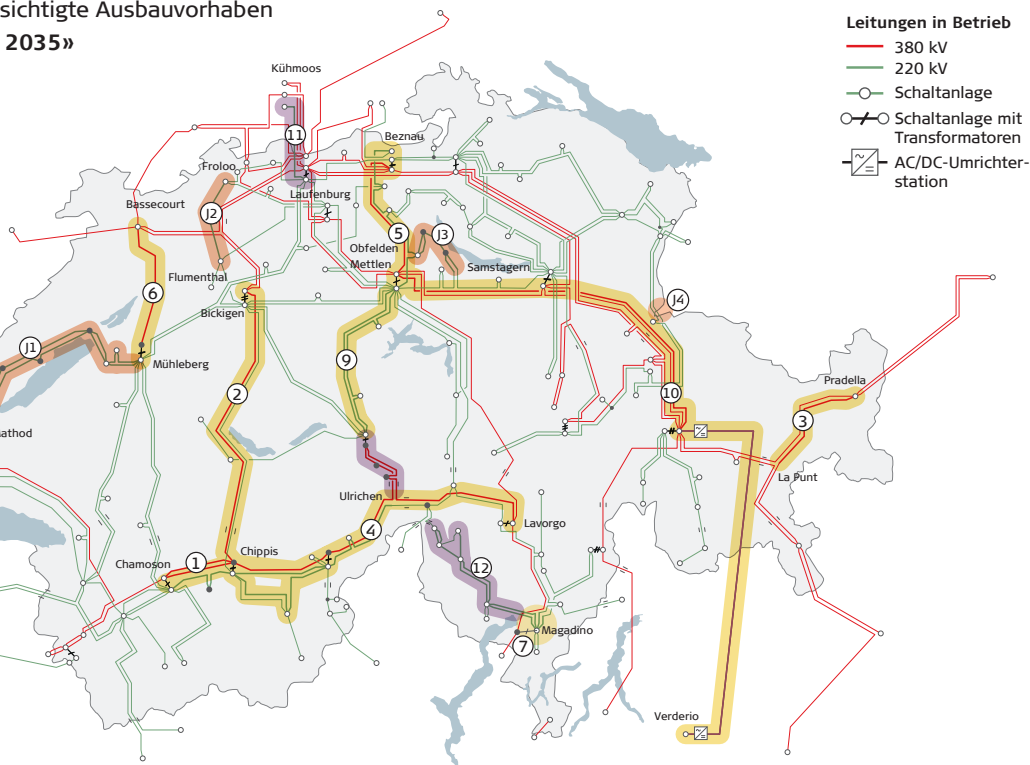 sichtigte Ausbauvorhaben
2035»
Leitungen in Betrieb
380 kV
220 kV
Schaltanlage
Schaltanlage mit
Transformatoren
AC/DC-Umrichter-
station
Kühmoos
11
Beznau
Froloo
Laufenburg
Bassecourt
J2
5
J3
Obfelden
Mettlen
Samstagern
Flumenthal
6
J4
Bickigen
J1
Mühleberg
9
2
10
Pradella
3
athod
La Punt
Ulrichen
4
Lavorgo
Chippis
Chamoson
1
12
Magadino
7
Verderio